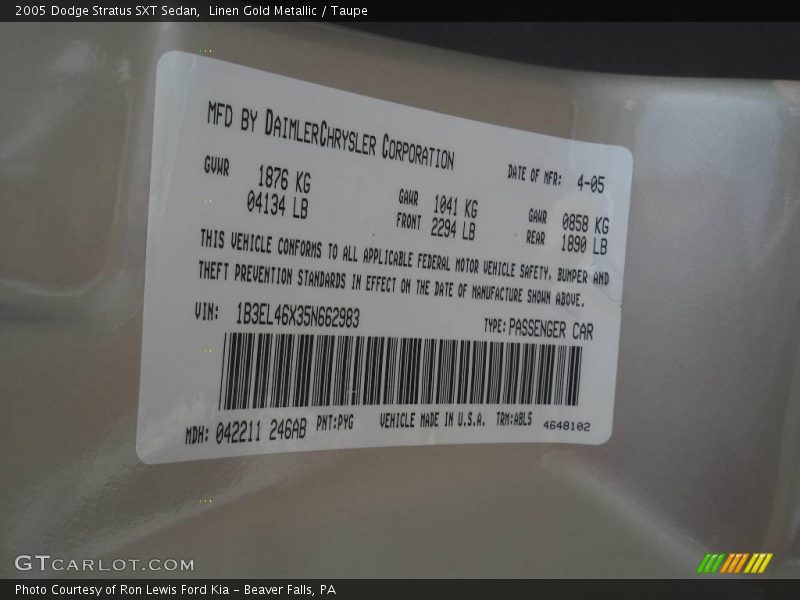 2005 Dodge Stratus SXT Sedan,  Linen Gold Metallic / Taupe
MFD BY DAIMLERCHRYSLER CORPORATION
DATE OF MFR: 4-05
GVWR 1876 KG
04134 LB
GAWR 1041 KG
FRONT 2294 LB
GAWR 0858 KG
REAR 1890 LB
THIS VEHICLE CONFORMS TO ALL APPLICABLE FEDERAL MOTOR VEHICLE SAFETY, BUMPER AND
THEFT PREVENTION STANDARDS IN EFFECT ON THE DATE OF MANUFACTURE SHOWN ABOVE.
VIN: 1B3EL46X35N662983
TYPE: PASSENGER CAR
MDH: 042211 246AB PNT:PYG VEHICLE MADE IN U.S.A. TRM:ABL5 4648102
GTCARLOT.COM
Photo Courtesy of Ron Lewis Ford Kia - Beaver Falls, PA